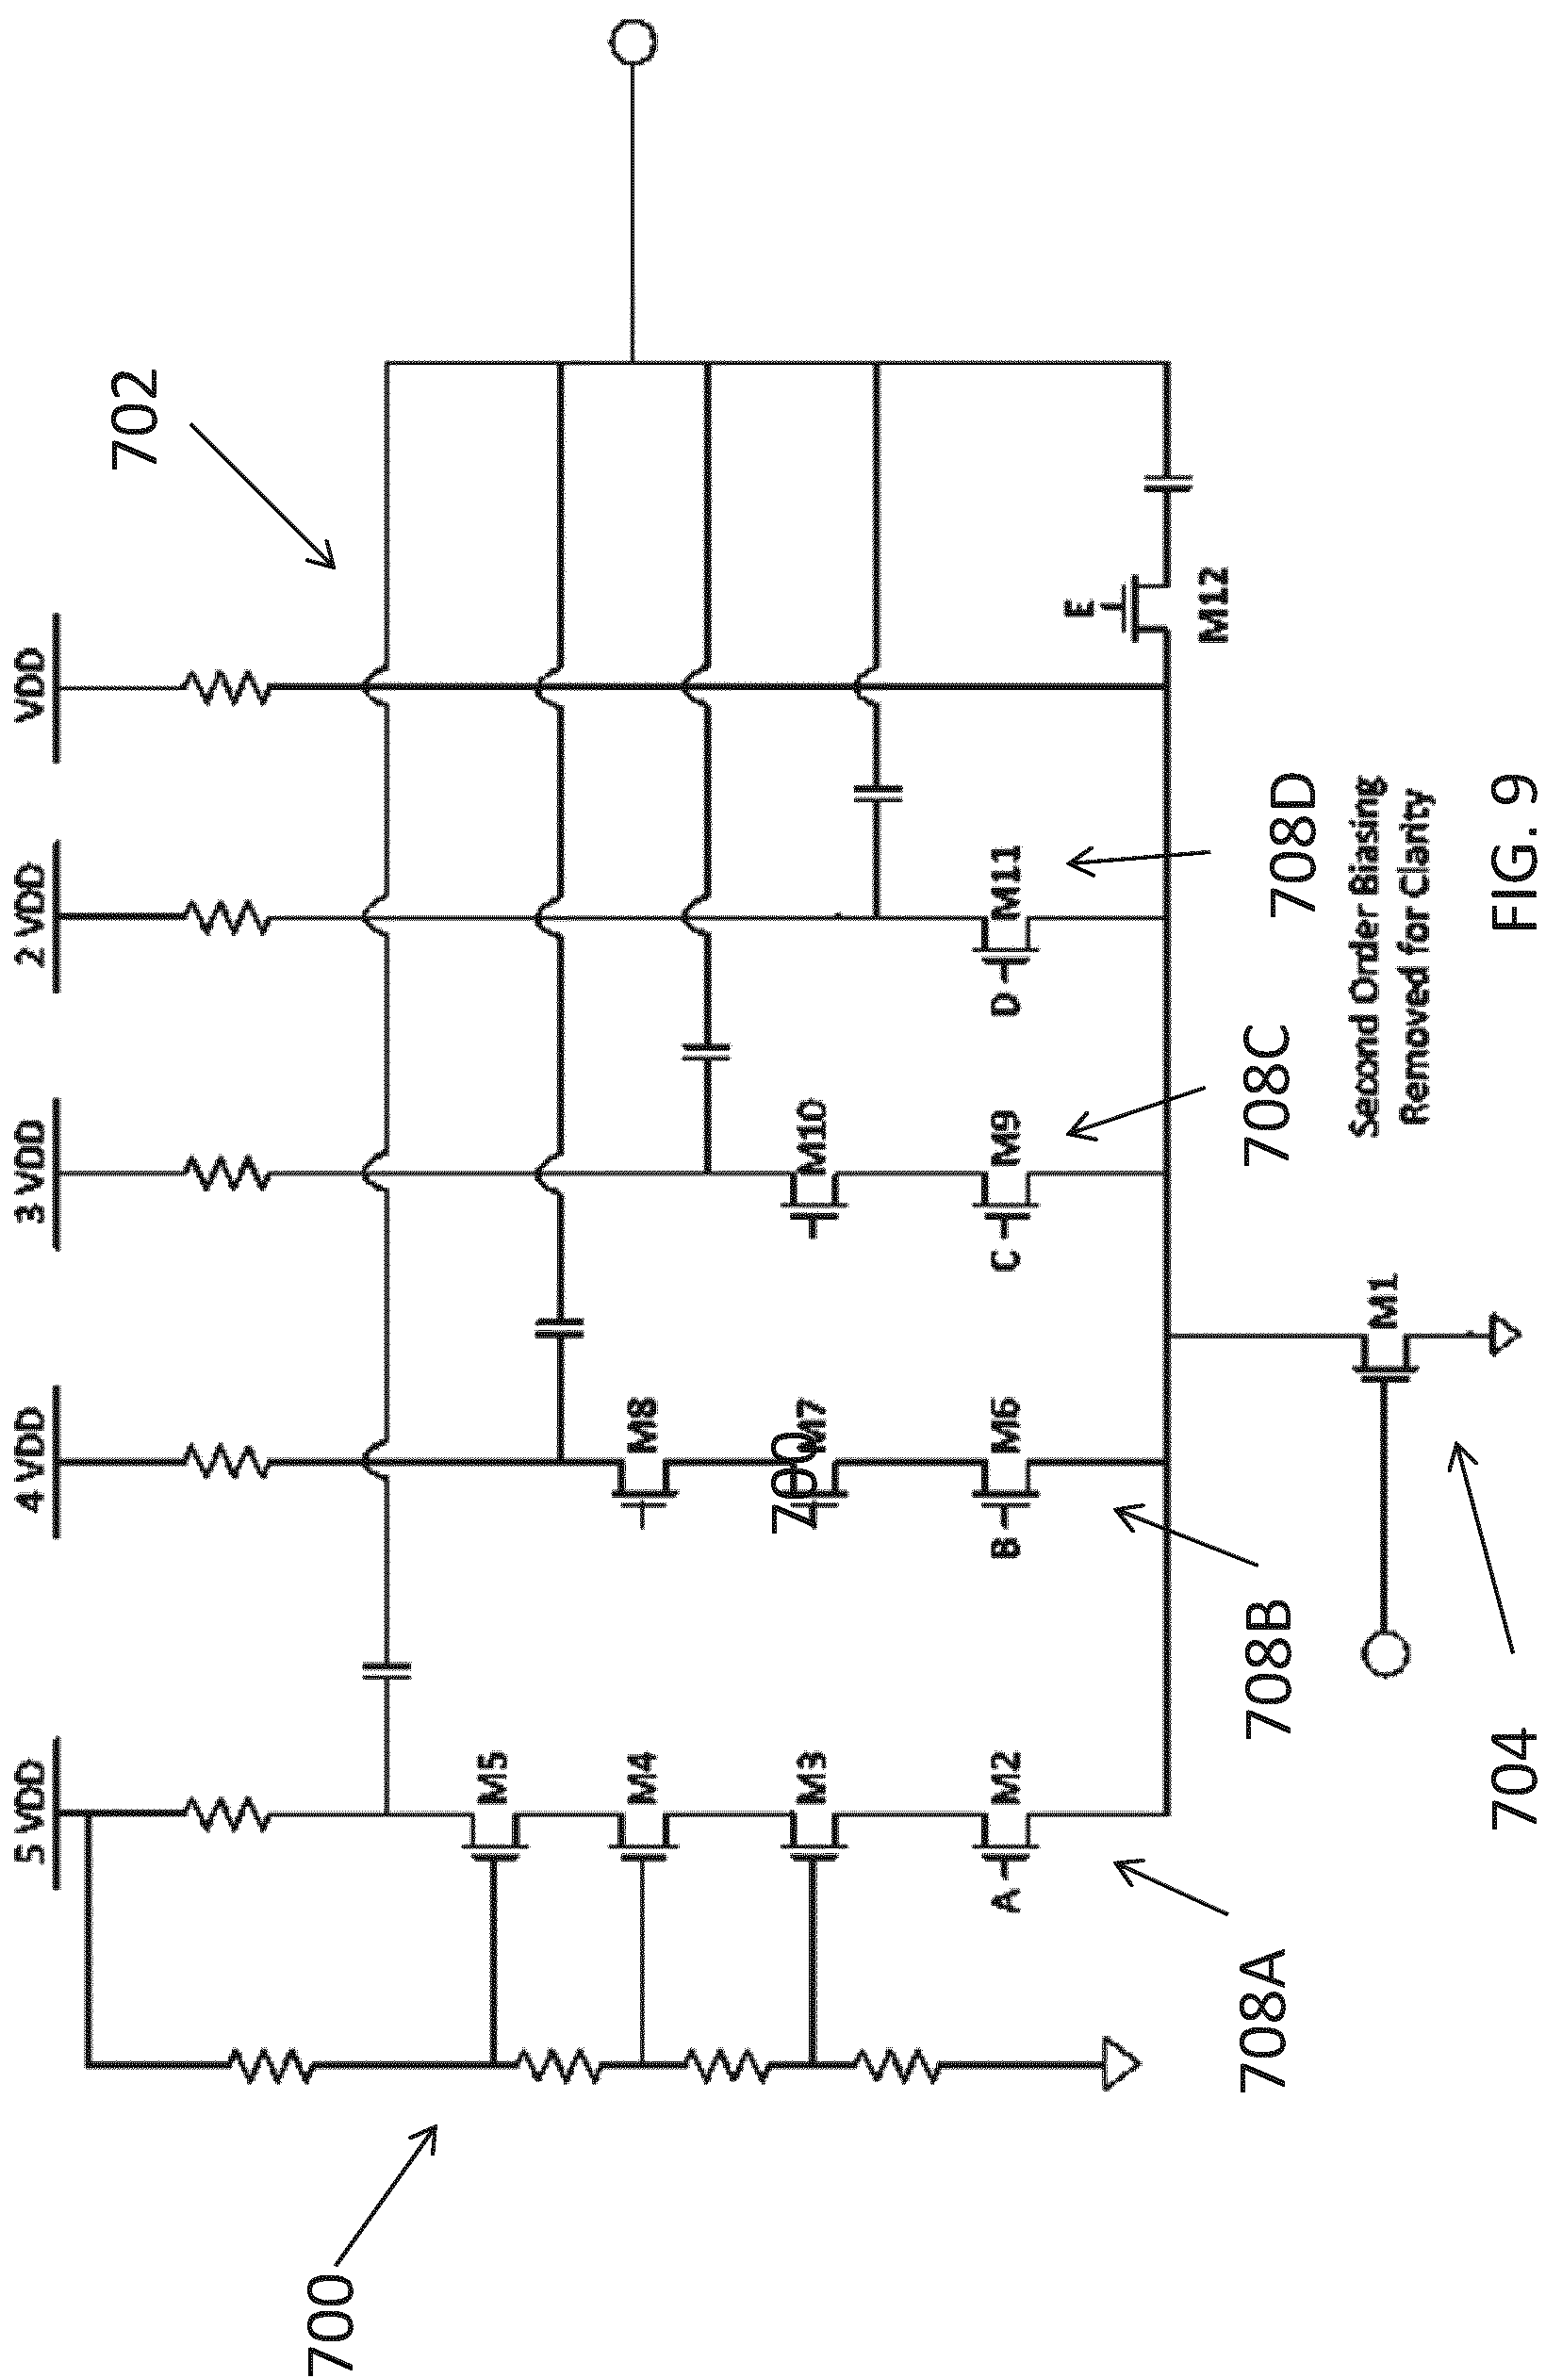 700
702
5 VDD
4 VDD
3 VDD
2 VDD
VDD
M5
M4
M8
M3
M7
700
M10
A
M2
B
M6
C
M9
D
M11
E
M12
708A
708B
708C
708D
704
M1
Second Order Biasing
Removed for Clarity
FIG. 9